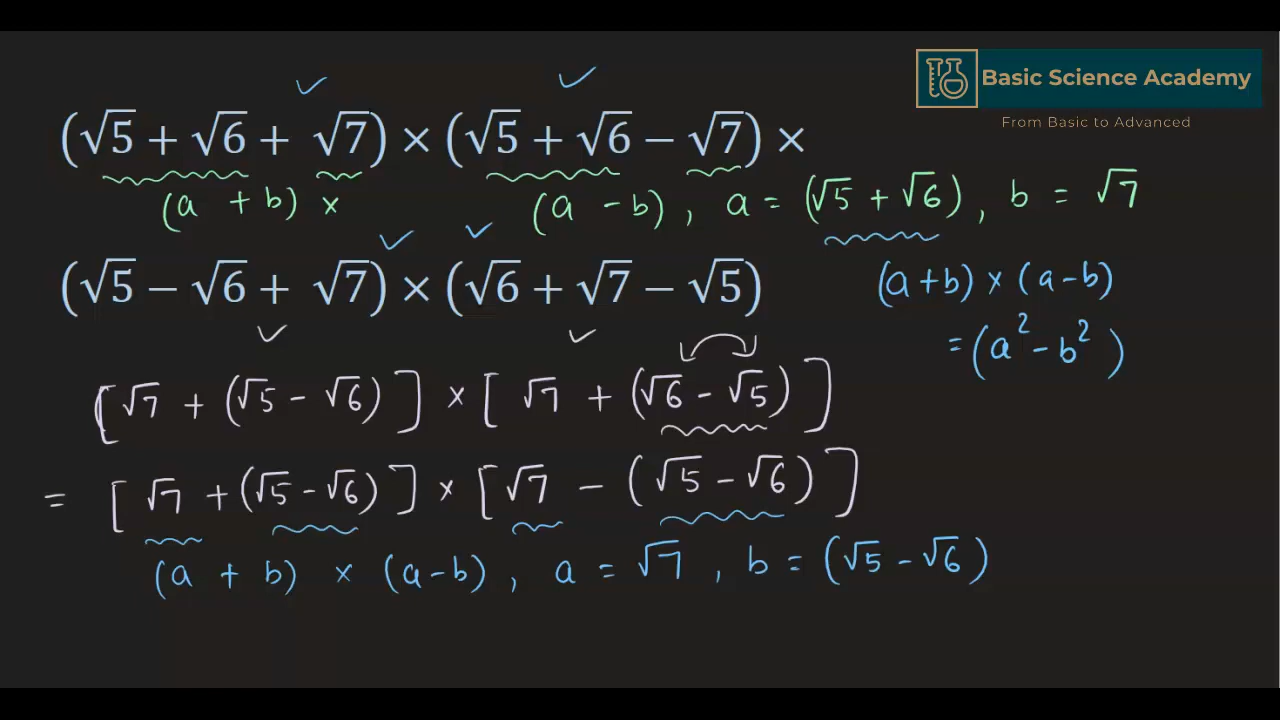 Basic Science Academy
From Basic to Advanced
(√5 + √6 + √7) × (√5 + √6 − √7) ×
(a + b) × (a − b), a = (√5 + √6), b = √7
(√5 − √6 + √7) × (√6 + √7 − √5)
(a+b) × (a−b)
= (a² − b²)
[√7 + (√5 − √6)] × [√7 + (√6 − √5)]
= [√7 + (√5 − √6)] × [√7 − (√5 − √6)]
(a + b) × (a−b), a = √7, b = (√5 − √6)